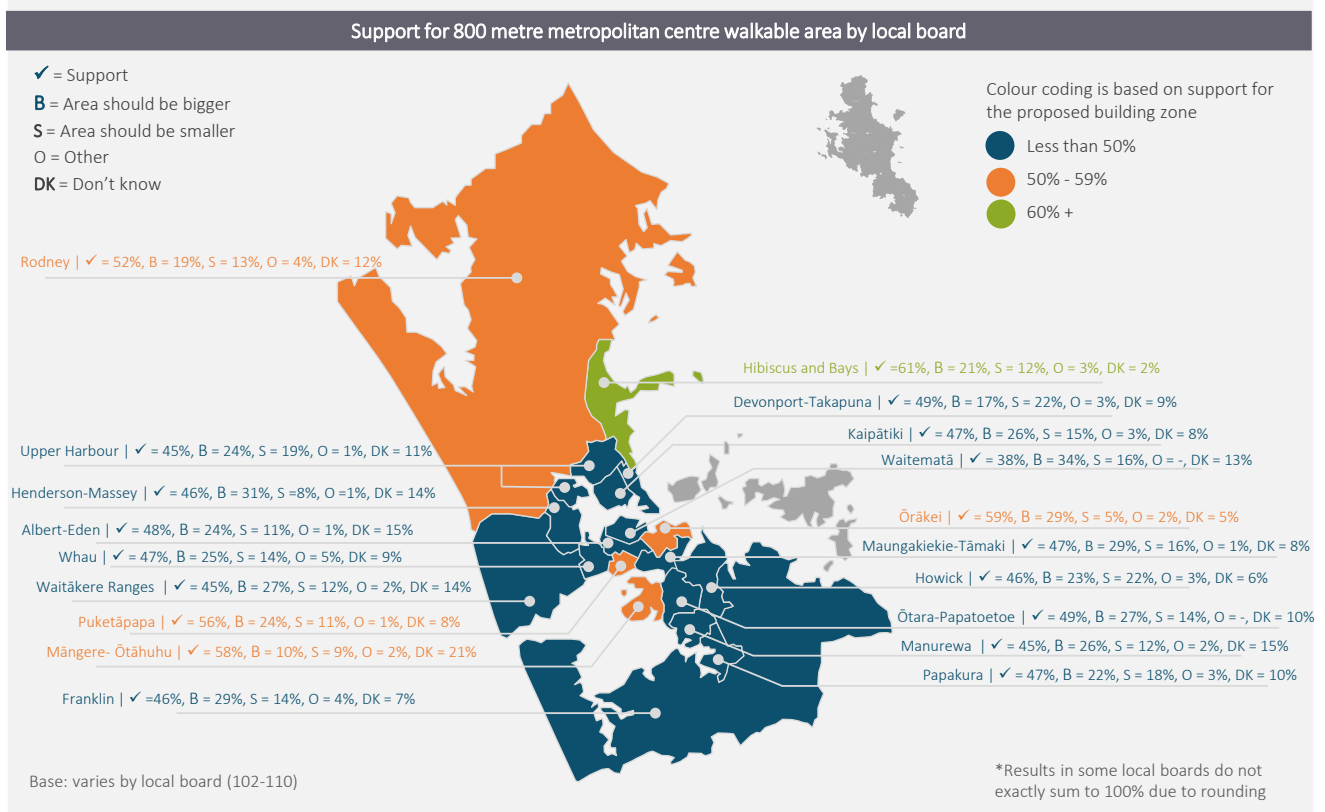 Support for 800 metre metropolitan centre walkable area by local board
✓ = Support
B = Area should be bigger
S = Area should be smaller
O = Other
DK = Don't know
Colour coding is based on support for
the proposed building zone
Less than 50%
50% - 59%
60% +
Rodney | ✓ = 52%, B = 19%, S = 13%, O = 4%, DK = 12%
Hibiscus and Bays | ✓ =61%, B = 21%, S = 12%, O = 3%, DK = 2%
Devonport-Takapuna | ✓ = 49%, B = 17%, S = 22%, O = 3%, DK = 9%
Kaipātiki | ✓ = 47%, B = 26%, S = 15%, O = 3%, DK = 8%
Waitematā | ✓ = 38%, B = 34%, S = 16%, O = -, DK = 13%
Ōrākei | ✓ = 59%, B = 29%, S = 5%, O = 2%, DK = 5%
Maungakiekie-Tāmaki | ✓ = 47%, B = 29%, S = 16%, O = 1%, DK = 8%
Howick | ✓ = 46%, B = 23%, S = 22%, O = 3%, DK = 6%
Ōtara-Papatoetoe | ✓ = 49%, B = 27%, S = 14%, O = -, DK = 10%
Manurewa | ✓ = 45%, B = 26%, S = 12%, O = 2%, DK = 15%
Papakura | ✓ = 47%, B = 22%, S = 18%, O = 3%, DK = 10%
Upper Harbour | ✓ = 45%, B = 24%, S = 19%, O = 1%, DK = 11%
Henderson-Massey | ✓ = 46%, B = 31%, S =8%, O =1%, DK = 14%
Albert-Eden | ✓ = 48%, B = 24%, S = 11%, O = 1%, DK = 15%
Whau | ✓ = 47%, B = 25%, S = 14%, O = 5%, DK = 9%
Waitākere Ranges | ✓ = 45%, B = 27%, S = 12%, O = 2%, DK = 14%
Puketāpapa | ✓ = 56%, B = 24%, S = 11%, O = 1%, DK = 8%
Māngere- Ōtāhuhu | ✓ = 58%, B = 10%, S = 9%, O = 2%, DK = 21%
Franklin | ✓ =46%, B = 29%, S = 14%, O = 4%, DK = 7%
Base: varies by local board (102-110)
*Results in some local boards do not
exactly sum to 100% due to rounding